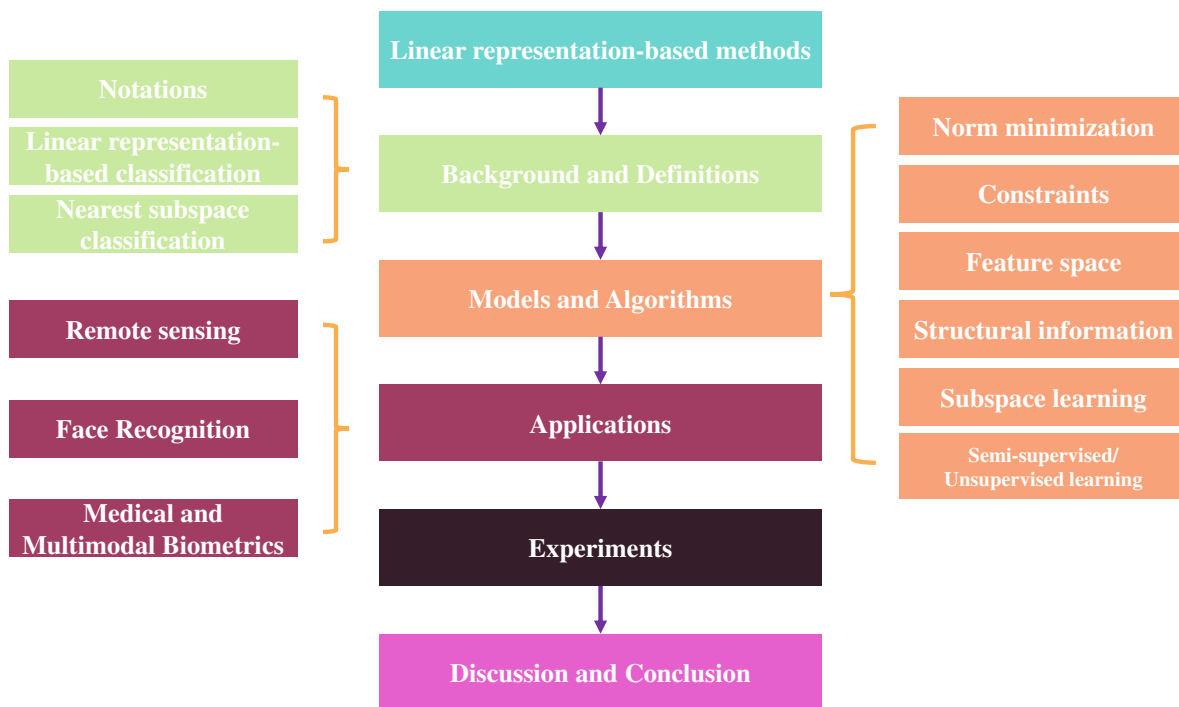 Linear representation-based methods
Notations
Linear representation-
based classification
Nearest subspace
classification
Background and Definitions
Norm minimization
Constraints
Feature space
Structural information
Subspace learning
Semi-supervised/
Unsupervised learning
Models and Algorithms
Remote sensing
Face Recognition
Medical and
Multimodal Biometrics
Applications
Experiments
Discussion and Conclusion